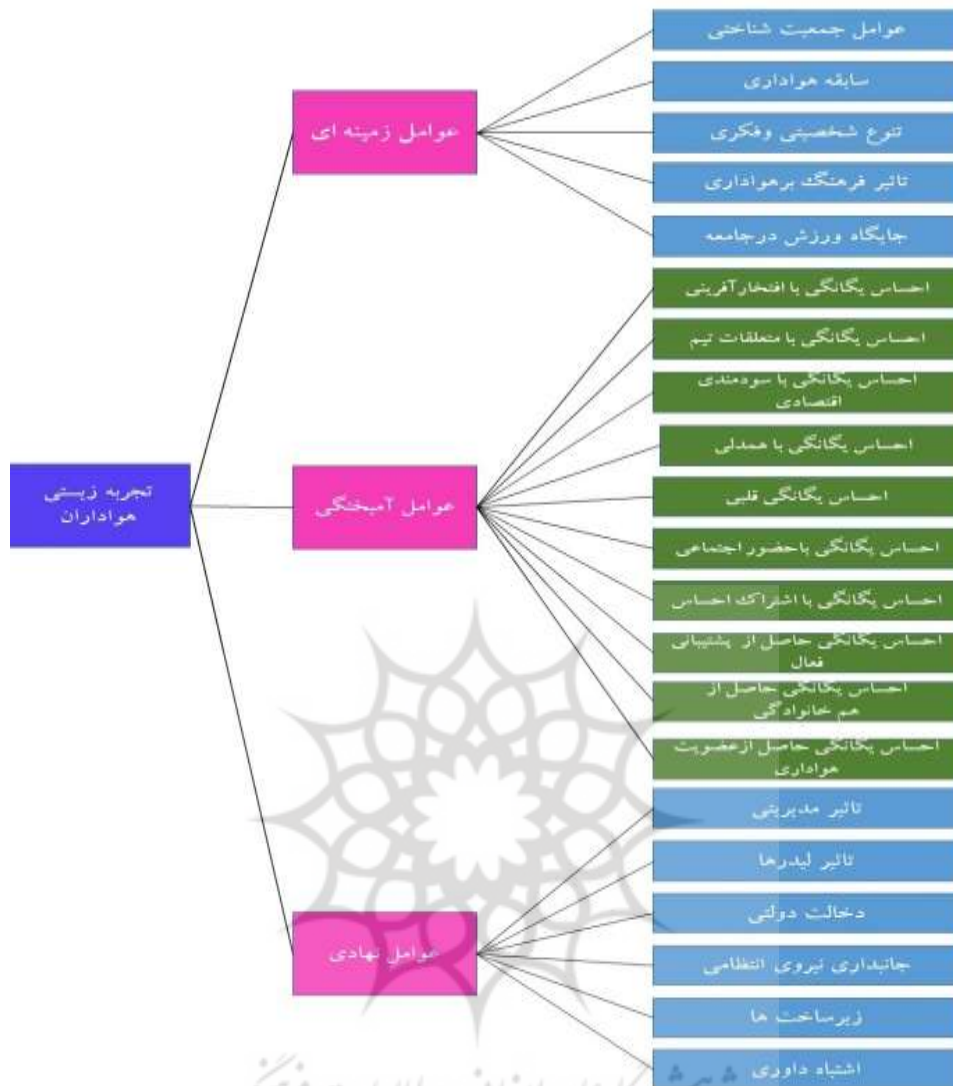 عوامل جمعیت شناختی
سابقه هواداری
عوامل زمینه ای
تنوع شخصیتی وفکری
تاثیر فرهنگ برهواداری
جایگاه ورزش درجامعه
احساس یگانگی با افتخارآفرینی
احساس یگانگی با متعلقات تیم
احساس یگانگی با سودمندی
اقتصادی
احساس یگانگی با همدلی
تجربه زیستی
هواداران
عوامل آمیختگی
احساس یگانگی قلبی
احساس یگانگی باحضور اجتماعی
احساس یگانگی با اشتراک احساس
احساس یگانگی حاصل از پشتیبانی
فعال
احساس یگانگی حاصل از
هم خانوادگی
احساس یگانگی حاصل ازعضویت
هواداری
تاثیر مدیریتی
تاثیر لیدرها
دخالت دولتی
عوامل نهادی
جانبداری نیروی انتظامی
زیرساخت ها
اشتباه داوری